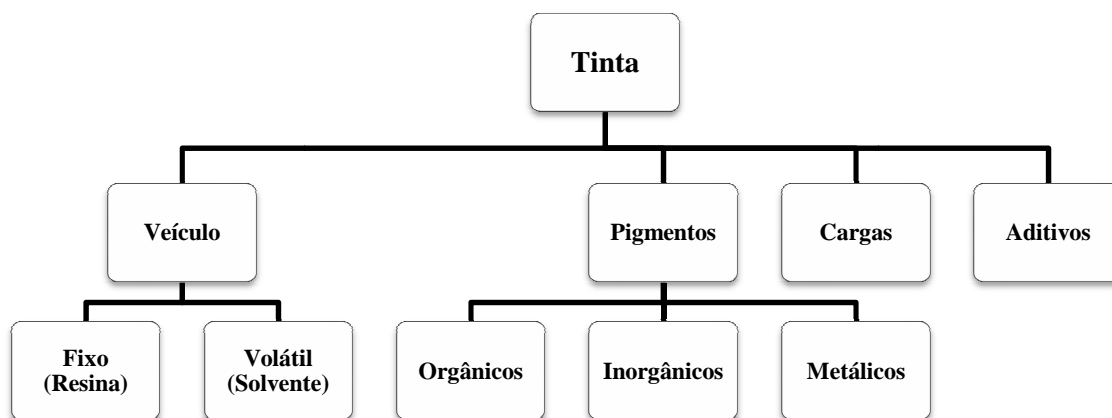 Tinta
Veículo
Pigmentos
Cargas
Aditivos
Fixo
(Resina)
Volátil
(Solvente)
Orgânicos
Inorgânicos
Metálicos